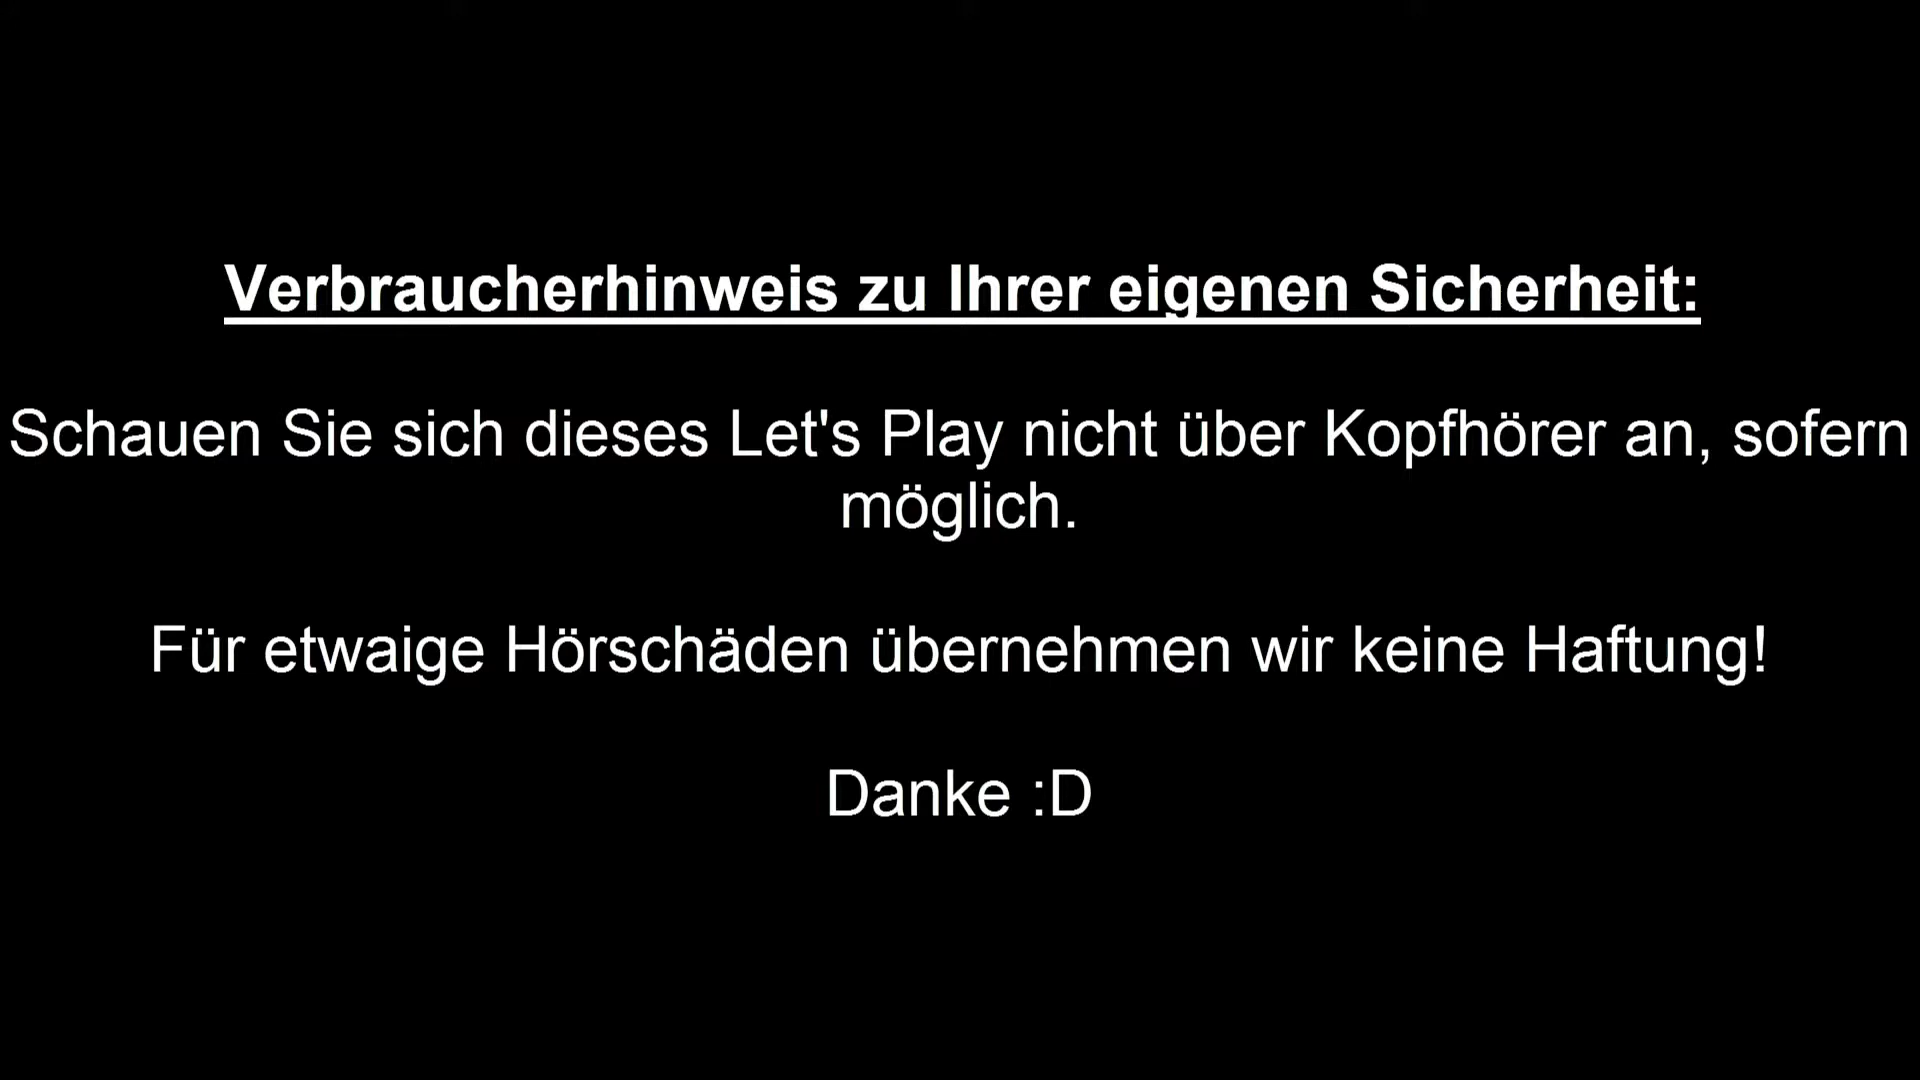 Verbraucherhinweis zu Ihrer eigenen Sicherheit:
Schauen Sie sich dieses Let's Play nicht über Kopfhörer an, sofern
möglich.
Für etwaige Hörschäden übernehmen wir keine Haftung!
Danke :D